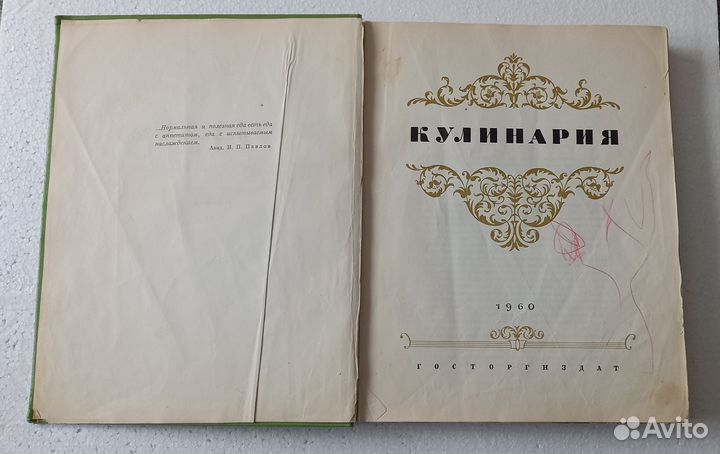 ...Нормальная и полезная еда есть еда
с аппетитом, еда с испытываемым
наслаждением.
Акад. И. П. Павлов
КУЛИНАРИЯ
1960
ГОСТОРГИЗДАТ
Avito